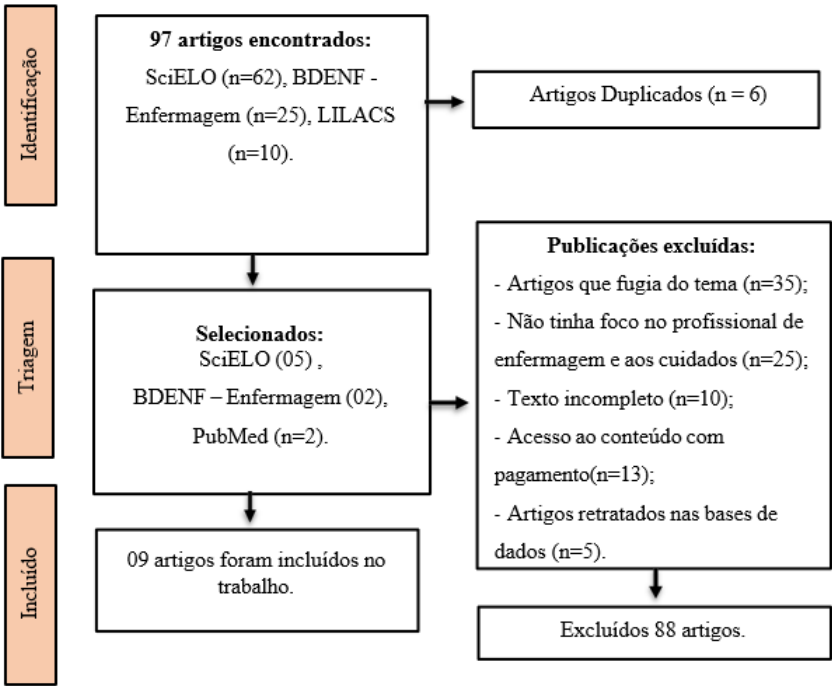 Identificação
97 artigos encontrados:
SciELO (n=62), BDENF -
Enfermagem (n=25), LILACS
(n=10).
Artigos Duplicados (n = 6)
Triagem
Selecionados:
SciELO (05) ,
BDENF – Enfermagem (02),
PubMed (n=2).
Publicações excluídas:
- Artigos que fugia do tema (n=35);
- Não tinha foco no profissional de
enfermagem e aos cuidados (n=25);
- Texto incompleto (n=10);
- Acesso ao conteúdo com
pagamento(n=13);
- Artigos retratados nas bases de
dados (n=5).
Incluído
09 artigos foram incluídos no
trabalho.
Excluídos 88 artigos.